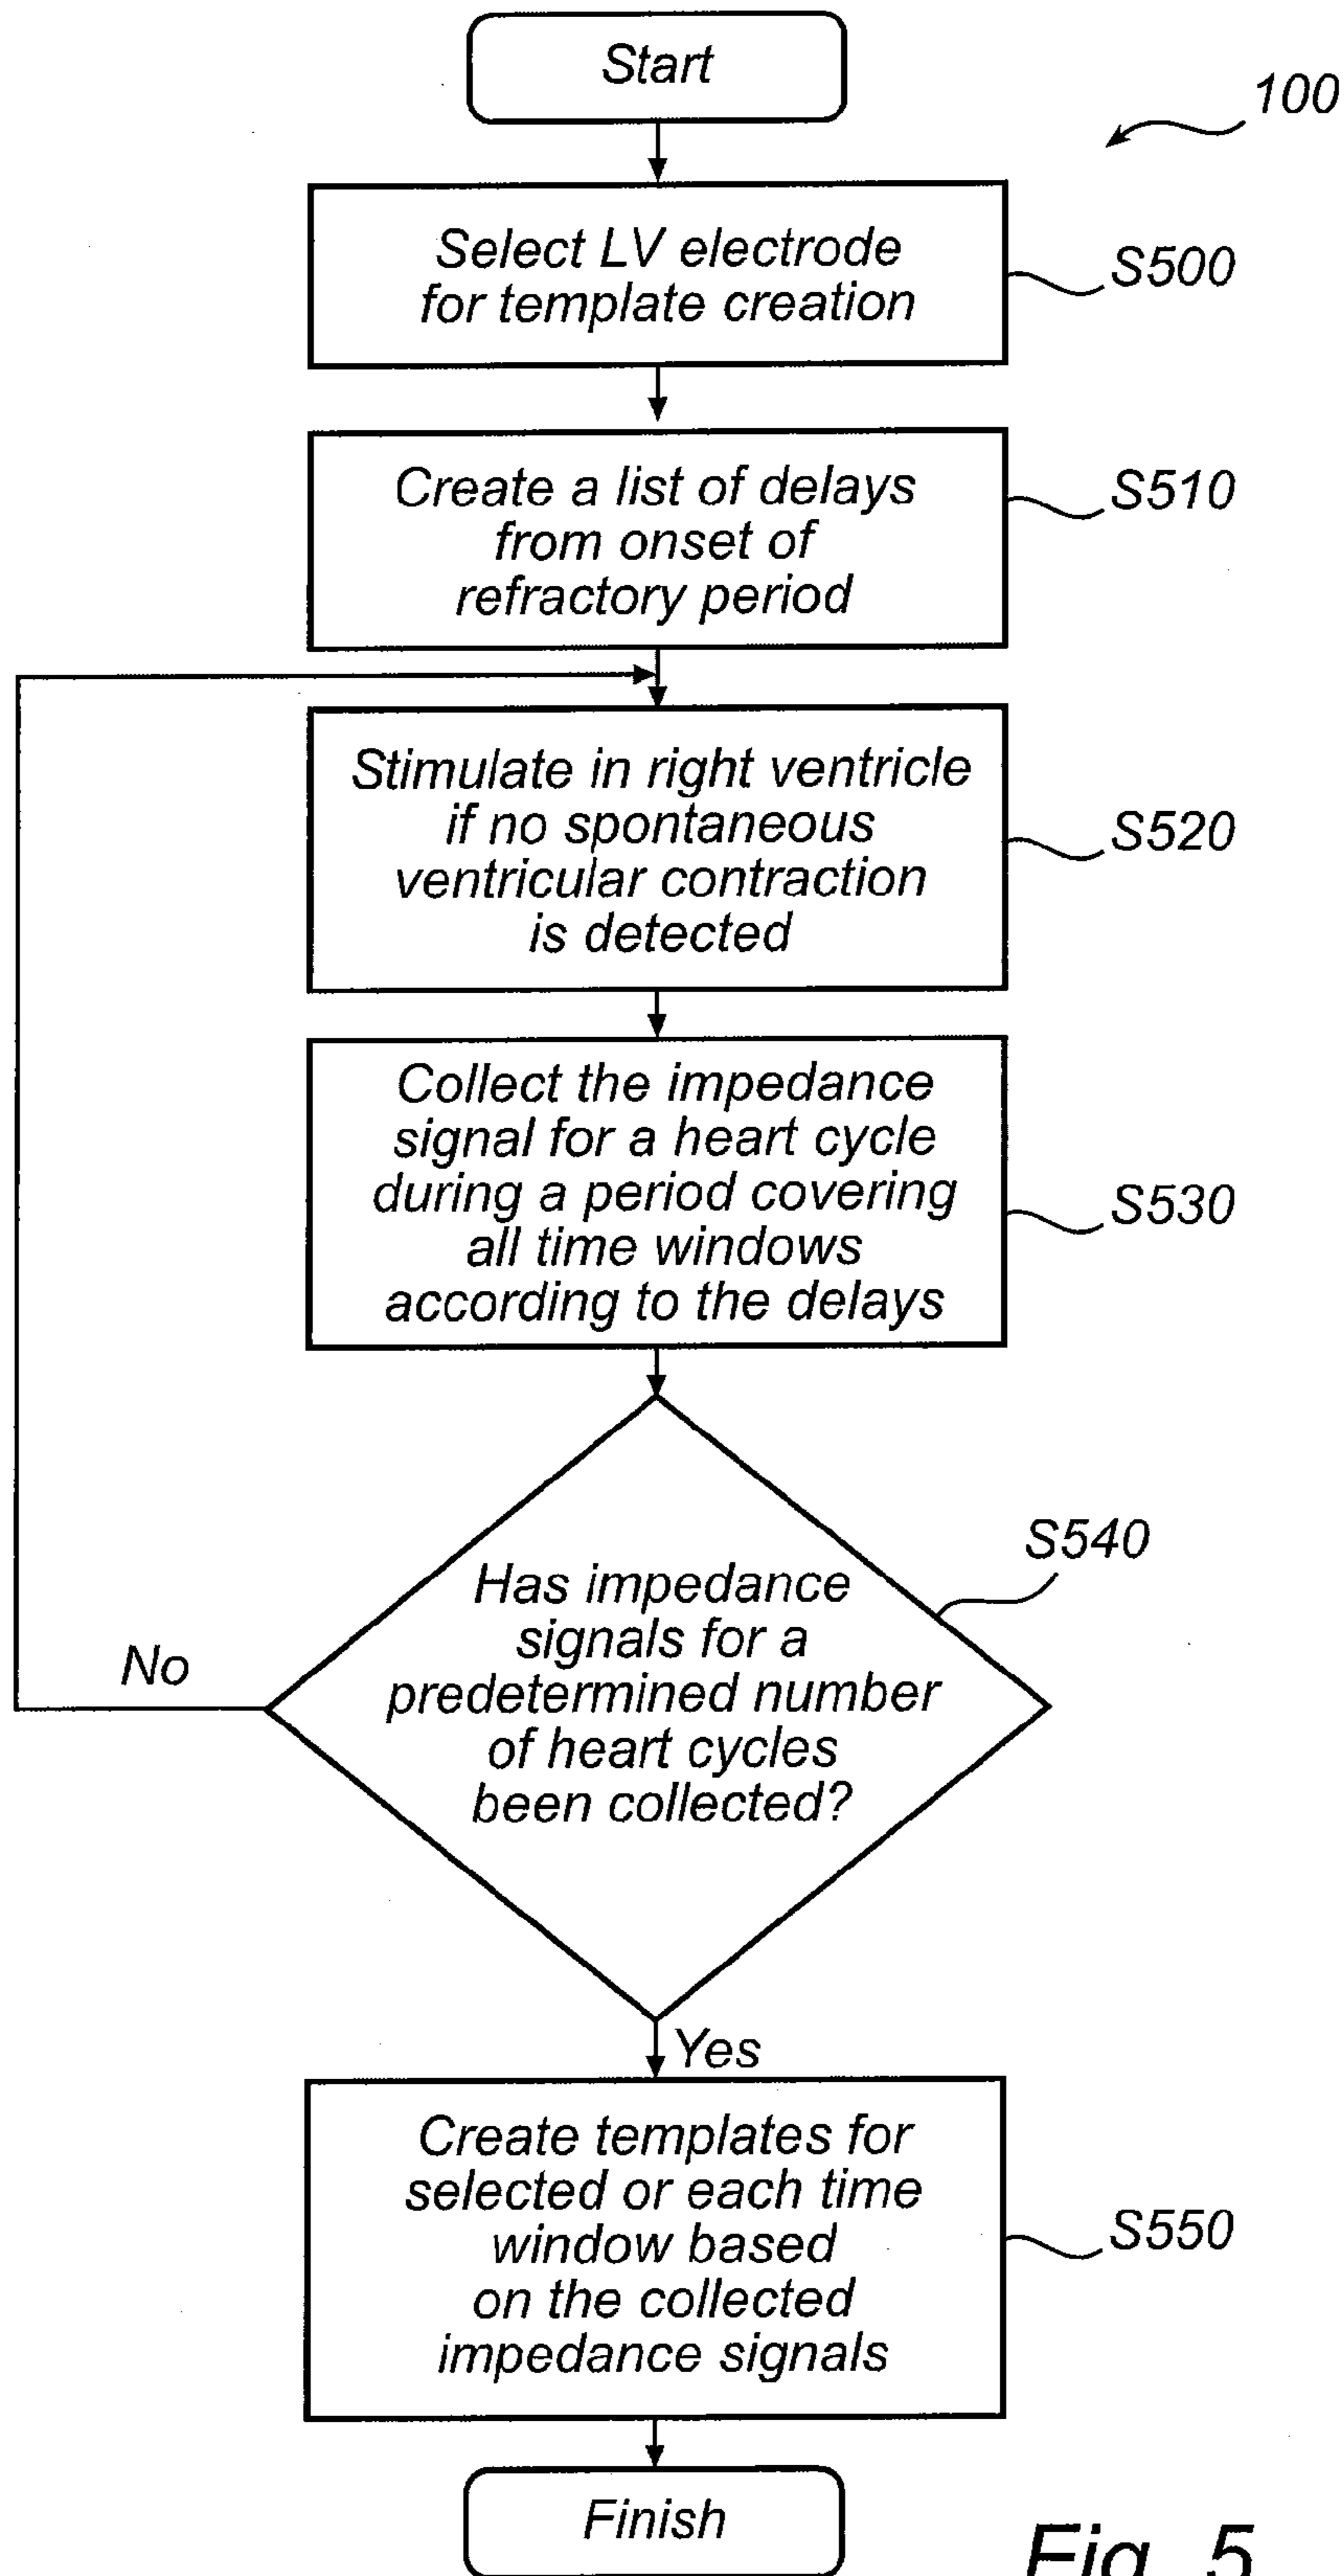 Start
100
Select LV electrode
for template creation
S500
Create a list of delays
from onset of
refractory period
S510
Stimulate in right ventricle
if no spontaneous
ventricular contraction
is detected
S520
Collect the impedance
signal for a heart cycle
during a period covering
all time windows
according to the delays
S530
Has impedance
signals for a
predetermined number
of heart cycles
been collected?
S540
No
Yes
Create templates for
selected or each time
window based
on the collected
impedance signals
S550
Finish
Fig. 5